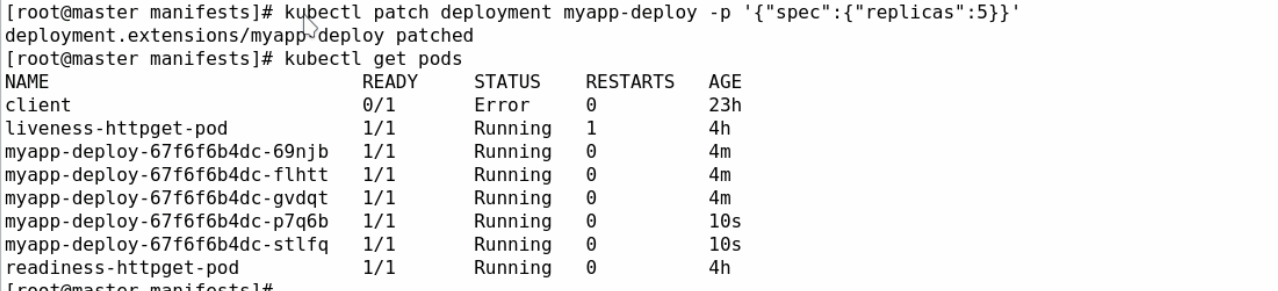 [root@master manifests]# kubectl patch deployment myapp-deploy -p '{"spec":{"replicas":5}}'
deployment.extensions/myapp-deploy patched
[root@master manifests]# kubectl get pods
NAME READY STATUS RESTARTS AGE
client 0/1 Error 0 23h
liveness-httpget-pod 1/1 Running 1 4h
myapp-deploy-67f6f6b4dc-69njb 1/1 Running 0 4m
myapp-deploy-67f6f6b4dc-flhtt 1/1 Running 0 4m
myapp-deploy-67f6f6b4dc-gvdqt 1/1 Running 0 4m
myapp-deploy-67f6f6b4dc-p7q6b 1/1 Running 0 10s
myapp-deploy-67f6f6b4dc-stlfq 1/1 Running 0 10s
readiness-httpget-pod 1/1 Running 0 4h
[root@master manifests]#